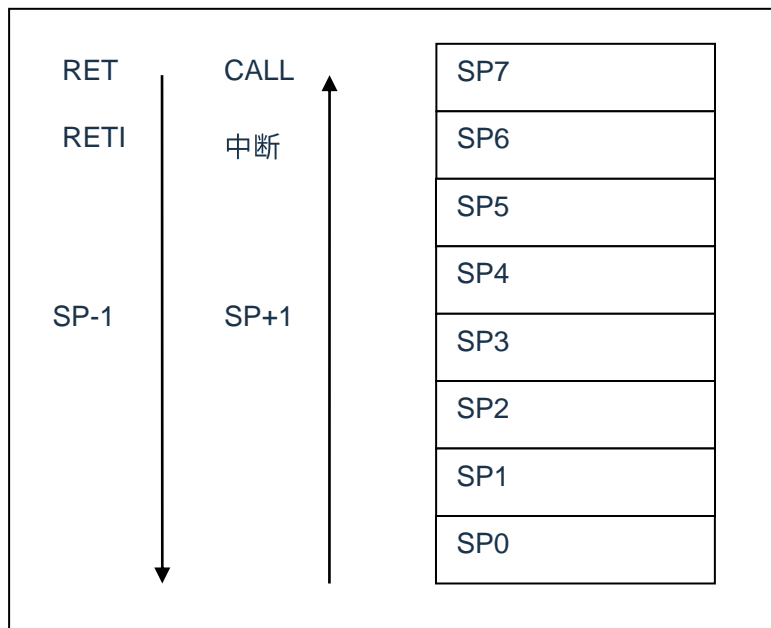 RET CALL SP7
RETI 中断 SP6
SP5
SP4
SP-1 SP+1 SP3
SP2
SP1
SP0